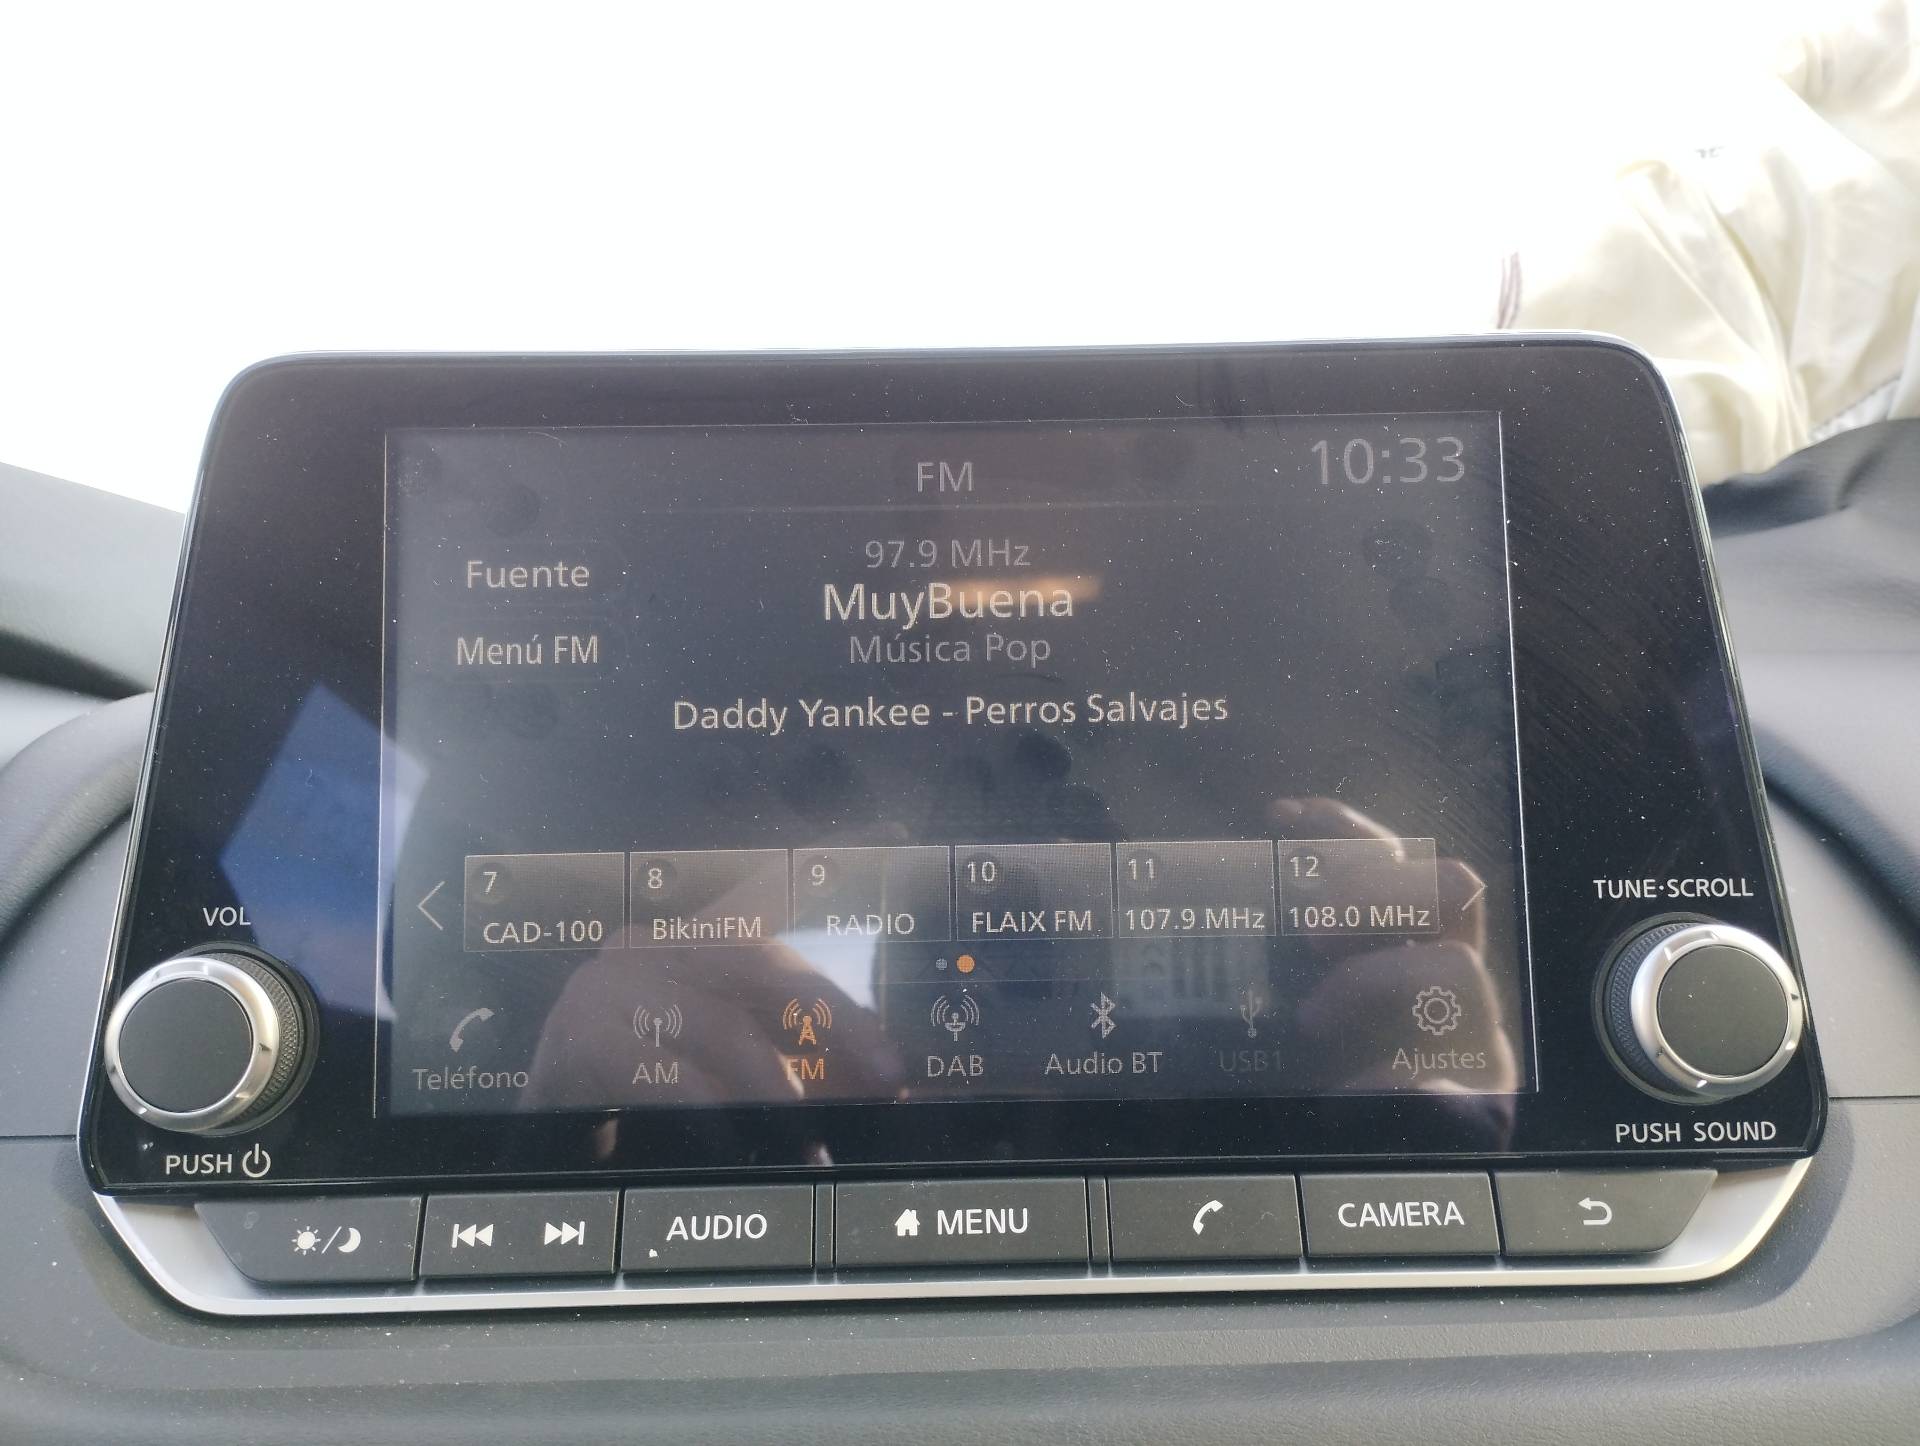 FM
10:33
97.9 MHz
Fuente
MuyBuena
Menú FM
Música Pop
Daddy Yankee - Perros Salvajes
7
8
9
10
11
12
CAD-100
BikiniFM
RADIO
FLAIX FM
107.9 MHz
108.0 MHz
VOL
TUNE·SCROLL
Teléfono
AM
FM
DAB
Audio BT
USB1
Ajustes
PUSH
PUSH SOUND
AUDIO
MENU
CAMERA